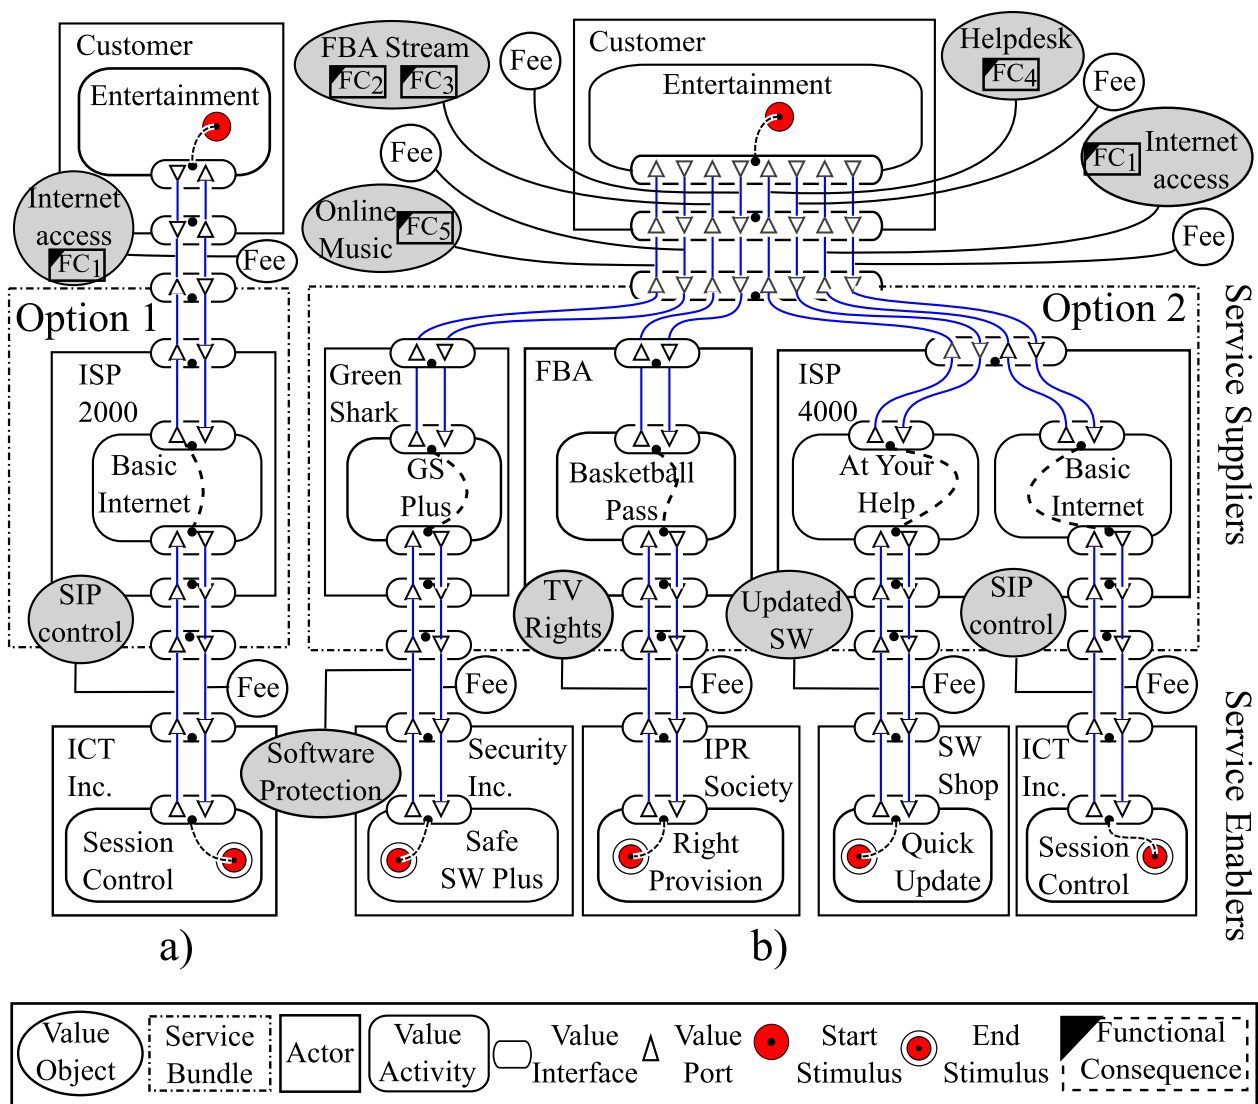 Customer
Entertainment
Internet
access
FC1
Fee
Option 1
ISP
2000
Basic
Internet
SIP
control
Fee
ICT
Inc.
Session
Control
a)
FBA Stream
FC2 FC3
Fee
Customer
Entertainment
Helpdesk
FC4
Fee
FC1 Internet
access
Fee
Fee
Online
Music
FC5
Option 2
Green
Shark
GS
Plus
FBA
Basketball
Pass
ISP
4000
At Your
Help
Basic
Internet
TV
Rights
Updated
SW
SIP
control
Fee
Fee
Fee
Fee
Software
Protection
Security
Inc.
Safe
SW Plus
IPR
Society
Right
Provision
SW
Shop
Quick
Update
ICT
Inc.
Session
Control
b)
Service Suppliers
Service Enablers
Value
Object
Service
Bundle
Actor
Value
Activity
Value
Interface
Value
Port
Start
Stimulus
End
Stimulus
Functional
Consequence